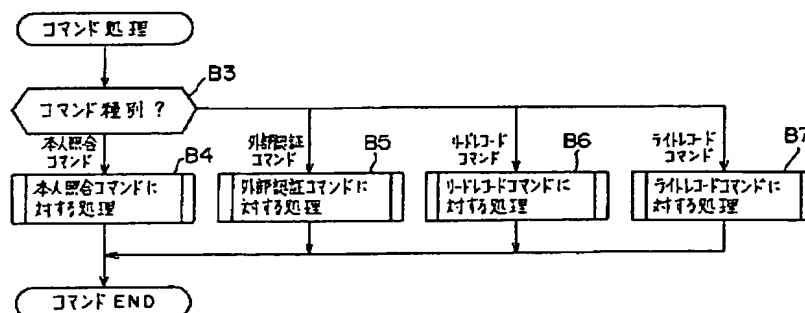 コマンド処理
B3
コマンド種別?
本人照合
コマンド
B4
外部認証
コマンド
B5
リードレコード
コマンド
B6
ライトレコード
コマンド
B7
本人照合コマンドに
対する処理
外部認証コマンドに
対する処理
リードレコードコマンドに
対する処理
ライトレコードコマンドに
対する処理
コマンドEND